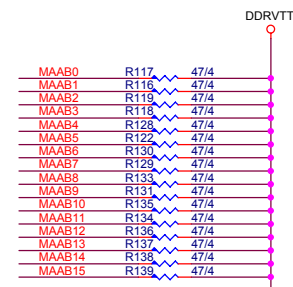 DDRVTT
MAAB0 R117 47/4
MAAB1 R116 47/4
MAAB2 R119 47/4
MAAB3 R118 47/4
MAAB4 R128 47/4
MAAB5 R122 47/4
MAAB6 R130 47/4
MAAB7 R129 47/4
MAAB8 R133 47/4
MAAB9 R131 47/4
MAAB10 R135 47/4
MAAB11 R134 47/4
MAAB12 R136 47/4
MAAB13 R137 47/4
MAAB14 R138 47/4
MAAB15 R139 47/4